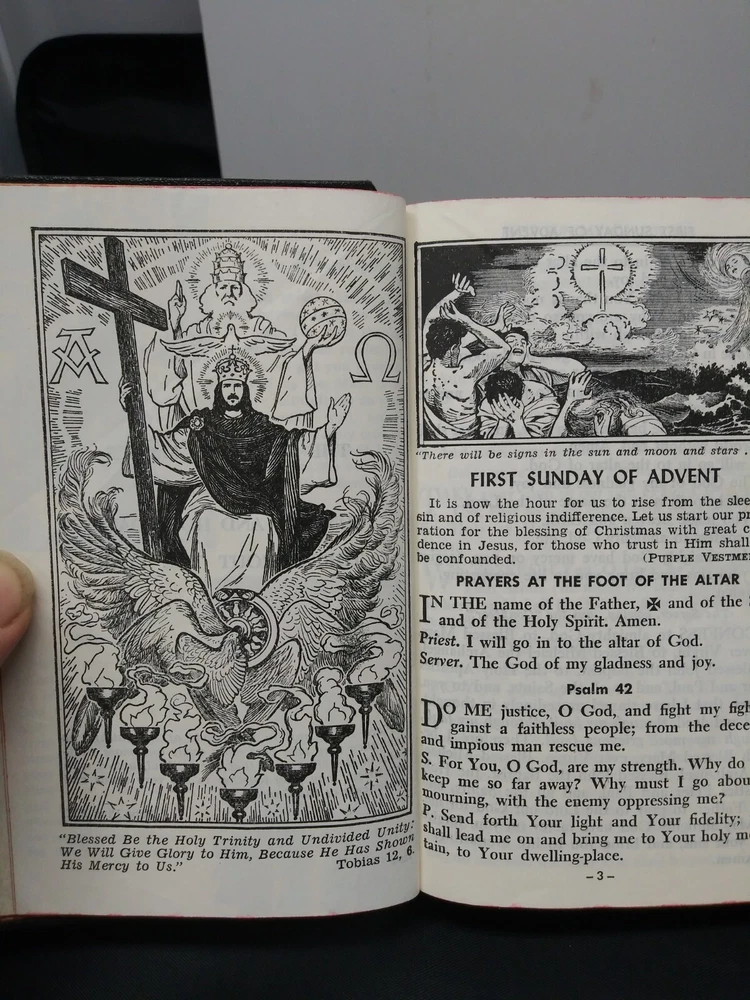 Α
Ω
"Blessed Be the Holy Trinity and Undivided Unity:
We Will Give Glory to Him, Because He Has Shown
His Mercy to Us."
Tobias 12, 6.
"There will be signs in the sun and moon and stars .
FIRST SUNDAY OF ADVENT
It is now the hour for us to rise from the
sin and of religious indifference. Let us start our
ration for the blessing of Christmas with great
dence in Jesus, for those who trust in Him shall
be confounded. (PURPLE
PRAYERS AT THE FOOT OF THE ALTAR
IN THE name of the Father, ✠ and of the
and of the Holy Spirit. Amen.
Priest. I will go in to the altar of God.
Server. The God of my gladness and joy.
Psalm 42
DO ME justice, O God, and fight my
against a faithless people; from the
and impious man rescue me.
S. For You, O God, are my strength. Why do
keep me so far away? Why must I go
mourning, with the enemy oppressing me?
P. Send forth Your light and Your fidelity;
shall lead me on and bring me to Your holy
tain, to Your dwelling-place.
-3-